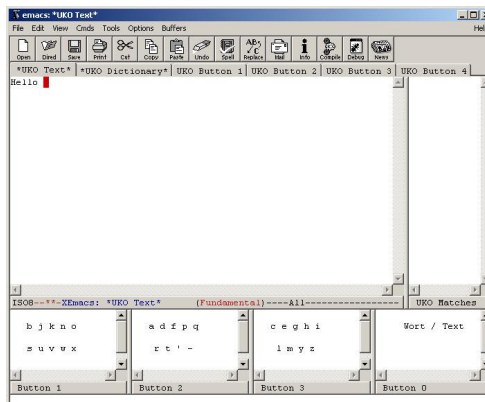 emacs: *UKO Text*
File Edit View Cmds Tools Options Buffers Hel
Open Dired Save Print Cut Copy Paste Undo Spell Replace Mail Info Compile Debug News
*UKO Text* *UKO Dictionary* UKO Button 1 UKO Button 2 UKO Button 3 UKO Button 4
Hello
ISO8--**-XEmacs: *UKO Text* (Fundamental)----All---------------- UKO Matches
b j k n o a d f p q c e g h i Wort / Text
s u v w x r t ' - l m y z
Button 1 Button 2 Button 3 Button 0